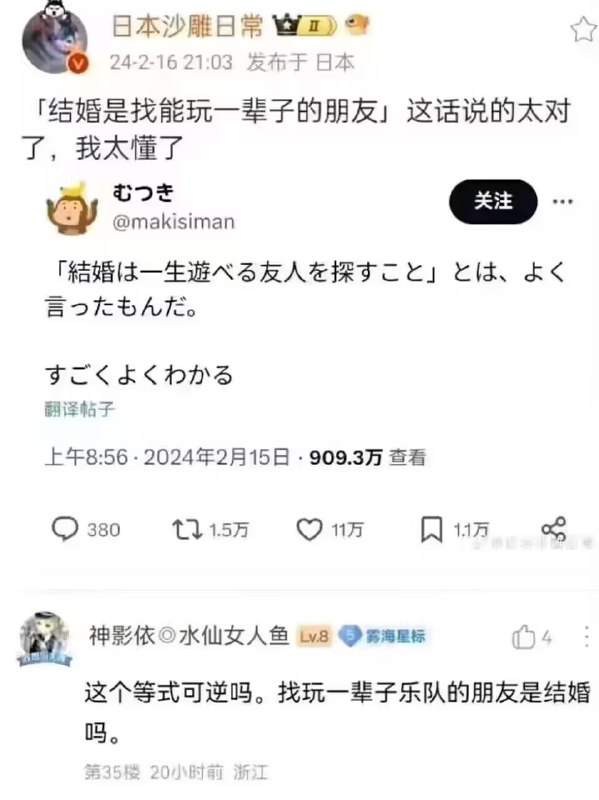 日本沙雕日常 II
24-2-16 21:03 发布于 日本
「结婚是找能玩一辈子的朋友」这话说的太对
了，我太懂了
むつき
@makisiman
关注
「結婚は一生遊べる友人を探すこと」とは、よく
言ったもんだ。
すごくよくわかる
翻译帖子
上午8:56 · 2024年2月15日 · 909.3万 查看
380 1.5万 11万 1.1万
神影依◎水仙女人鱼 Lv.8 5 雾海星标
4
这个等式可逆吗。找玩一辈子乐队的朋友是结婚
吗。
第35楼 20小时前 浙江